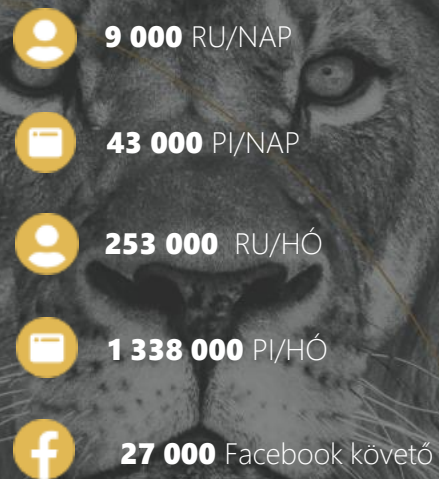 9 000 RU/NAP
43 000 PI/NAP
253 000 RU/HÓ
1 338 000 PI/HÓ
27 000 Facebook követő